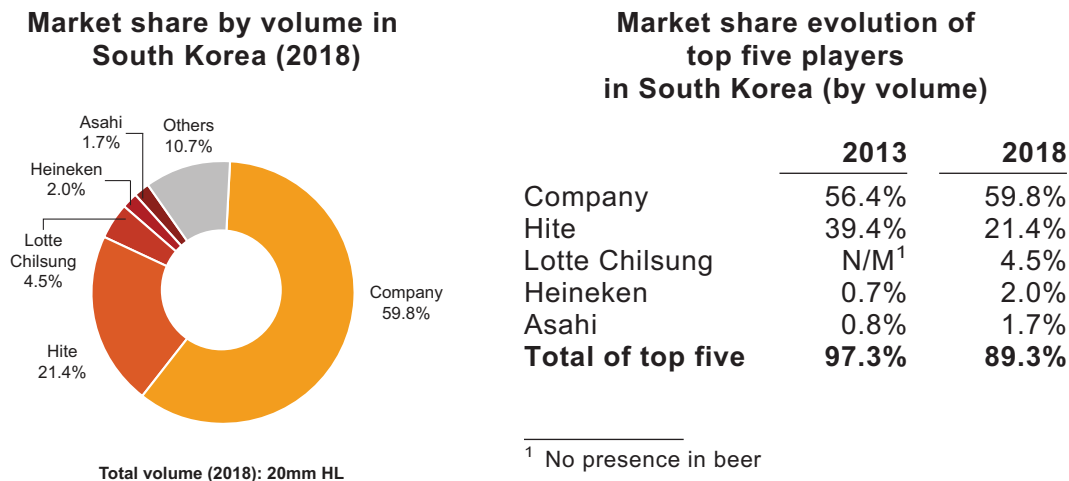 Market share by volume in
South Korea (2018)
Asahi
1.7%
Others
10.7%
Heineken
2.0%
Lotte
Chilsung
4.5%
Company
59.8%
Hite
21.4%
Total volume (2018): 20mm HL
Market share evolution of
top five players
in South Korea (by volume)
2013 2018
Company 56.4% 59.8%
Hite 39.4% 21.4%
Lotte Chilsung N/M¹ 4.5%
Heineken 0.7% 2.0%
Asahi 0.8% 1.7%
Total of top five 97.3% 89.3%
¹ No presence in beer